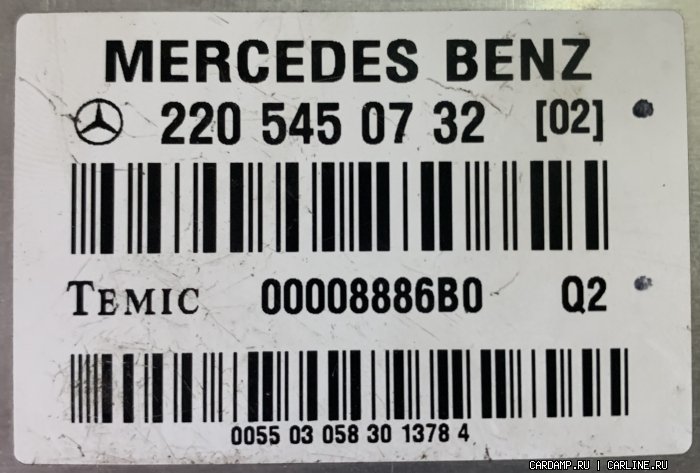 MERCEDES BENZ
220 545 07 32 [02]
TEMIC 00008886B0 Q2
0055 03 058 30 1378 4
CARDAMP.RU | CARLINE.RU